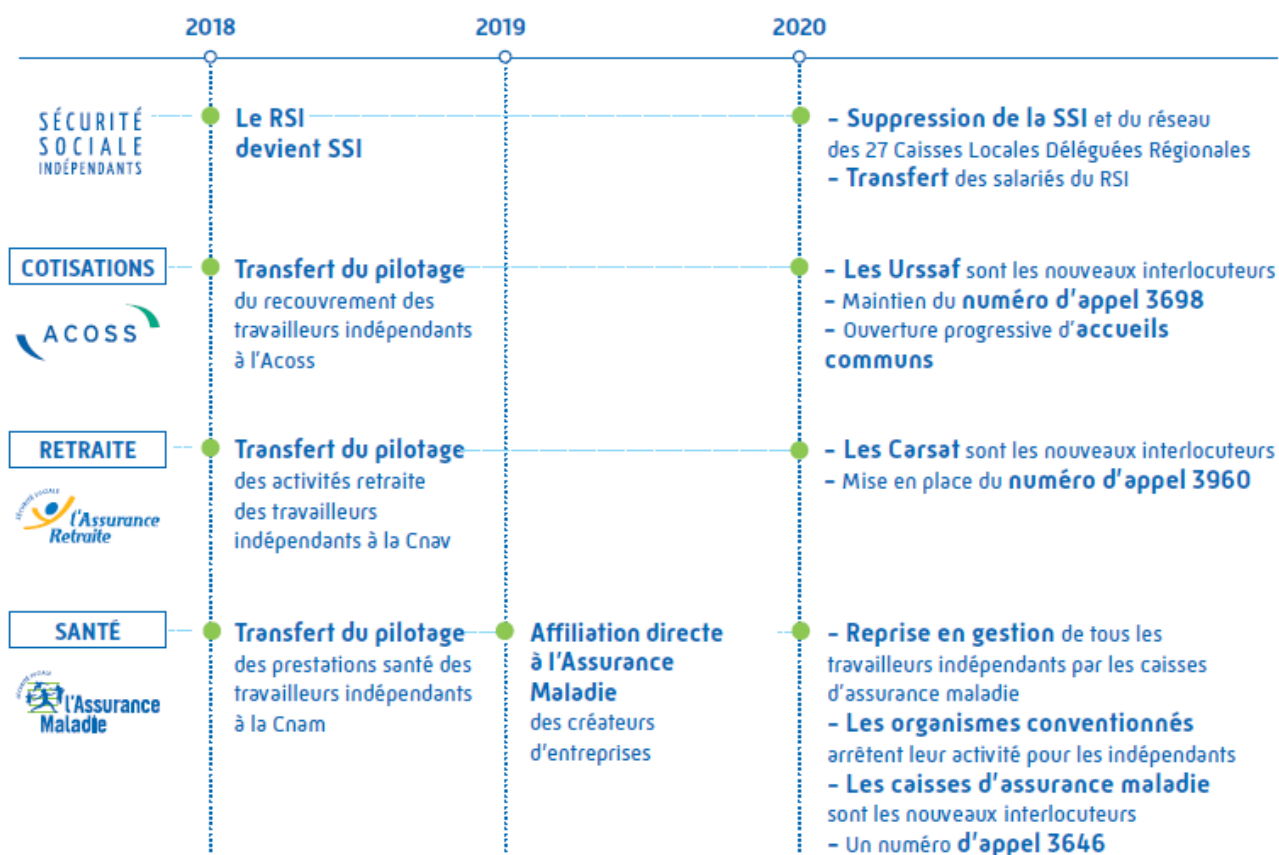 2018
2019
2020
SÉCURITÉ
SOCIALE
INDÉPENDANTS
Le RSI
devient SSI
– Suppression de la SSI et du réseau
des 27 Caisses Locales Déléguées Régionales
– Transfert des salariés du RSI
COTISATIONS
ACOSS
Transfert du pilotage
du recouvrement des
travailleurs indépendants
à l'Acoss
– Les Urssaf sont les nouveaux interlocuteurs
– Maintien du numéro d'appel 3698
– Ouverture progressive d'accueils
communs
RETRAITE
SÉCURITÉ SOCIALE
l'Assurance
Retraite
Transfert du pilotage
des activités retraite
des travailleurs
indépendants à la Cnav
– Les Carsat sont les nouveaux interlocuteurs
– Mise en place du numéro d'appel 3960
SANTÉ
SÉCURITÉ SOCIALE
l'Assurance
Maladie
Transfert du pilotage
des prestations santé des
travailleurs indépendants
à la Cnam
Affiliation directe
à l'Assurance
Maladie
des créateurs
d'entreprises
– Reprise en gestion de tous les
travailleurs indépendants par les caisses
d'assurance maladie
– Les organismes conventionnés
arrêtent leur activité pour les indépendants
– Les caisses d'assurance maladie
sont les nouveaux interlocuteurs
– Un numéro d'appel 3646